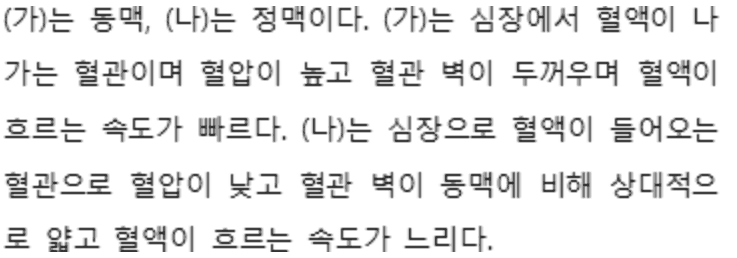 (가)는 동맥, (나)는 정맥이다. (가)는 심장에서 혈액이 나
가는 혈관이며 혈압이 높고 혈관 벽이 두꺼우며 혈액이
흐르는 속도가 빠르다. (나)는 심장으로 혈액이 들어오는
혈관으로 혈압이 낮고 혈관 벽이 동맥에 비해 상대적으
로 얇고 혈액이 흐르는 속도가 느리다.